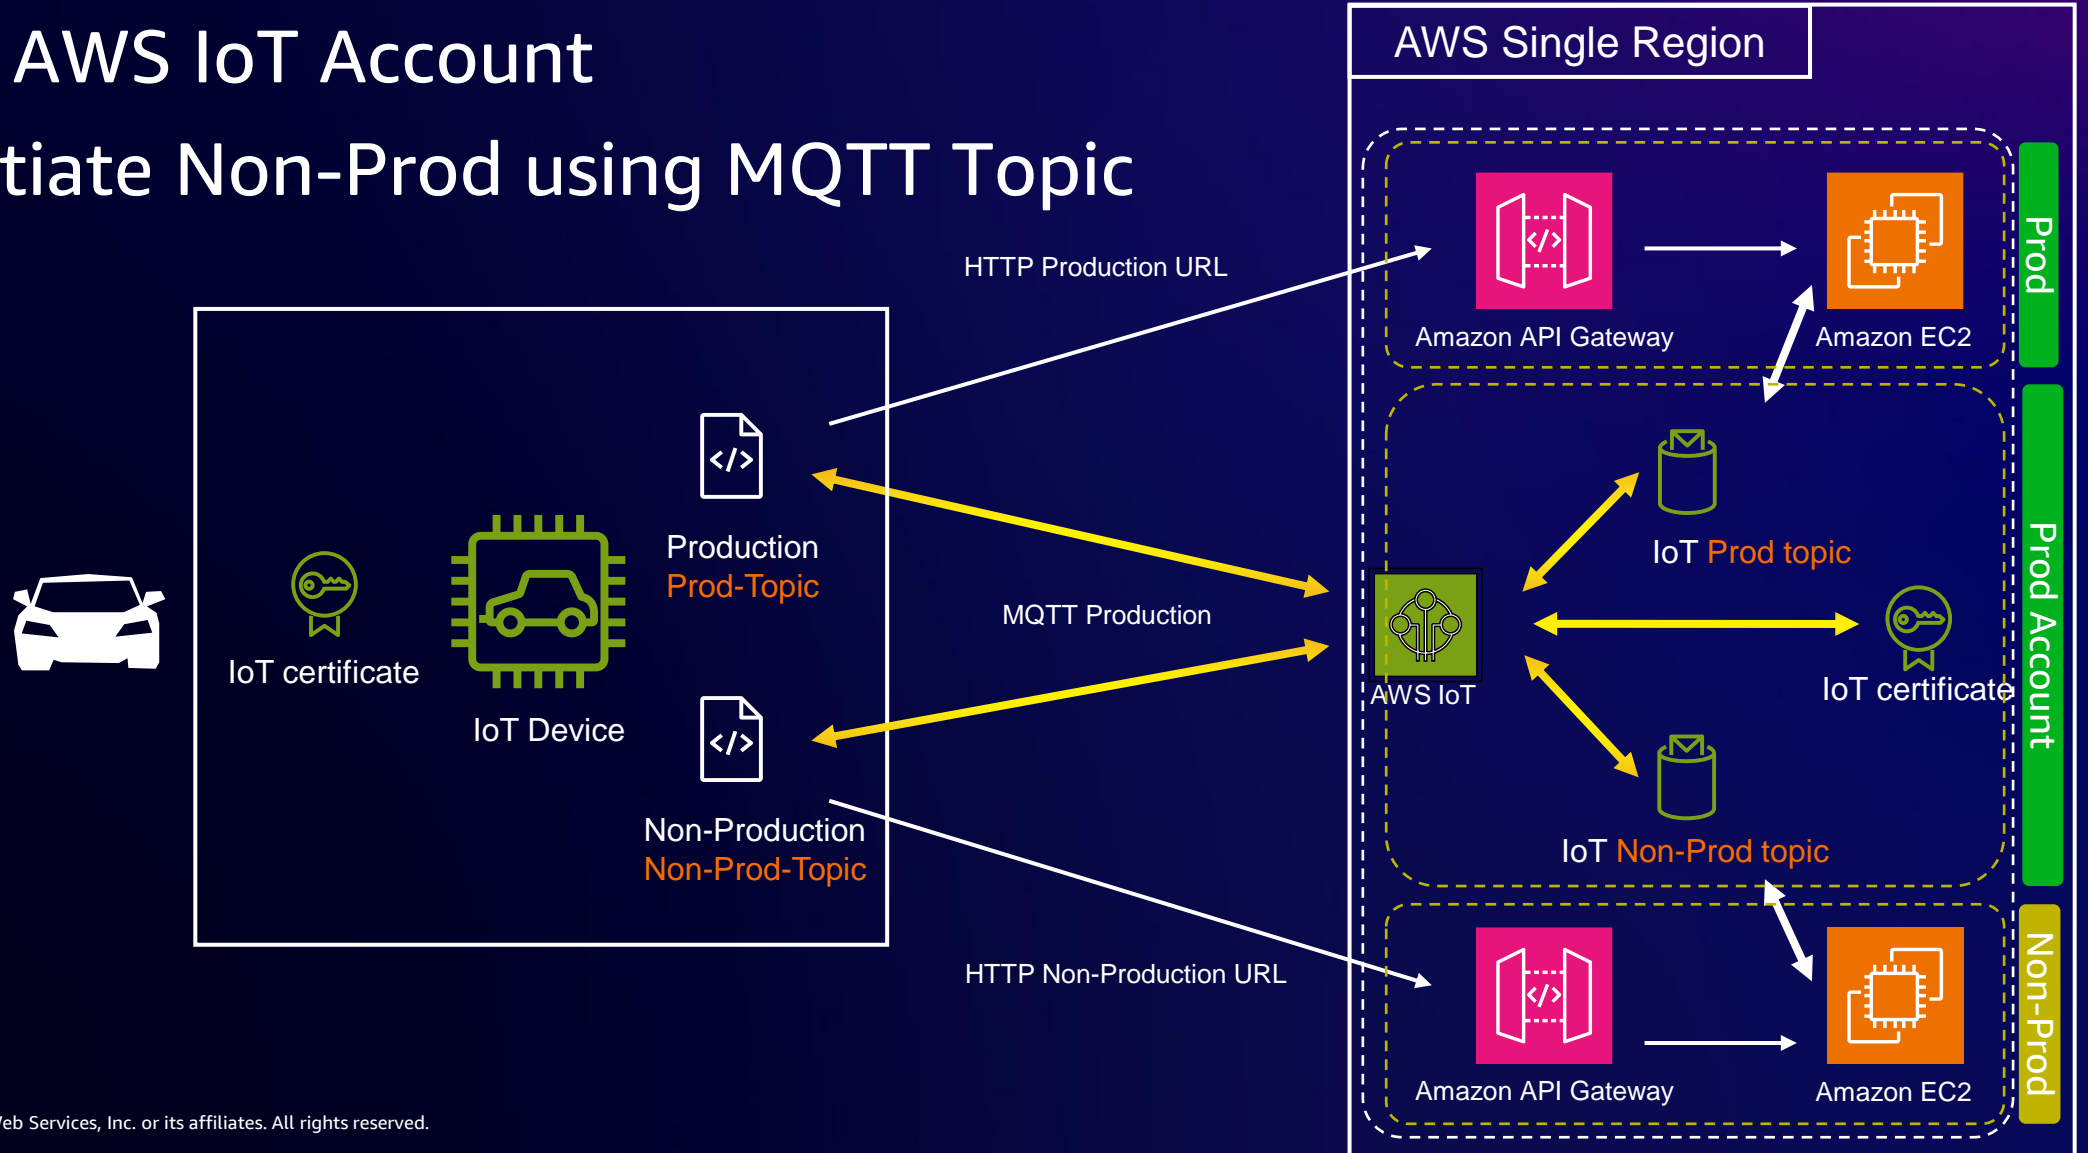 AWS IoT Account
tiate Non-Prod using MQTT Topic
AWS Single Region
HTTP Production URL
Amazon API Gateway
Amazon EC2
Prod
Production
Prod-Topic
IoT certificate
IoT Device
Non-Production
Non-Prod-Topic
MQTT Production
HTTP Non-Production URL
IoT Prod topic
AWS IoT
IoT certificate
IoT Non-Prod topic
Prod Account
Amazon API Gateway
Amazon EC2
Non-Prod
Web Services, Inc. or its affiliates. All rights reserved.